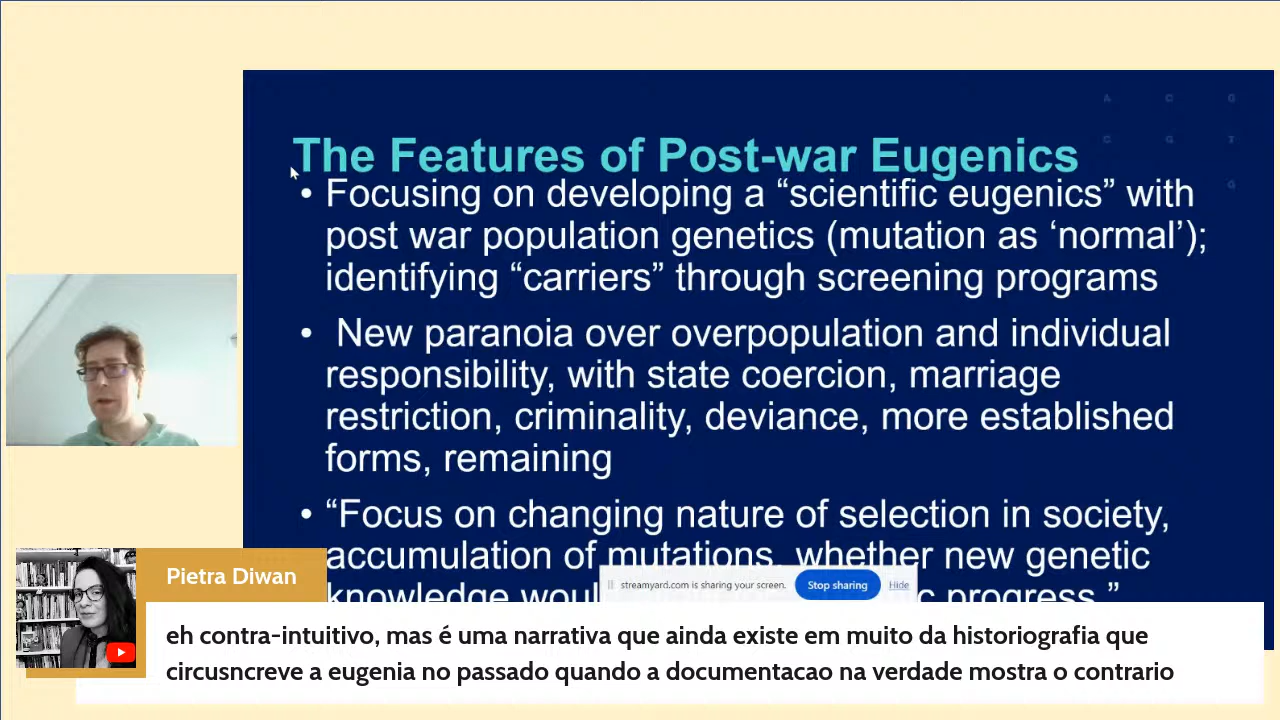 A C G
C G T
G
The Features of Post-war Eugenics
• Focusing on developing a “scientific eugenics” with
post war population genetics (mutation as ‘normal’);
identifying “carriers” through screening programs
• New paranoia over overpopulation and individual
responsibility, with state coercion, marriage
restriction, criminality, deviance, more established
forms, remaining
• “Focus on changing nature of selection in society,
accumulation of mutations, whether new genetic
knowledge progress.”
streamyard.com is sharing your screen. Stop sharing Hide
Pietra Diwan
eh contra-intuitivo, mas é uma narrativa que ainda existe em muito da historiografia que
circusncreve a eugenia no passado quando a documentacao na verdade mostra o contrario